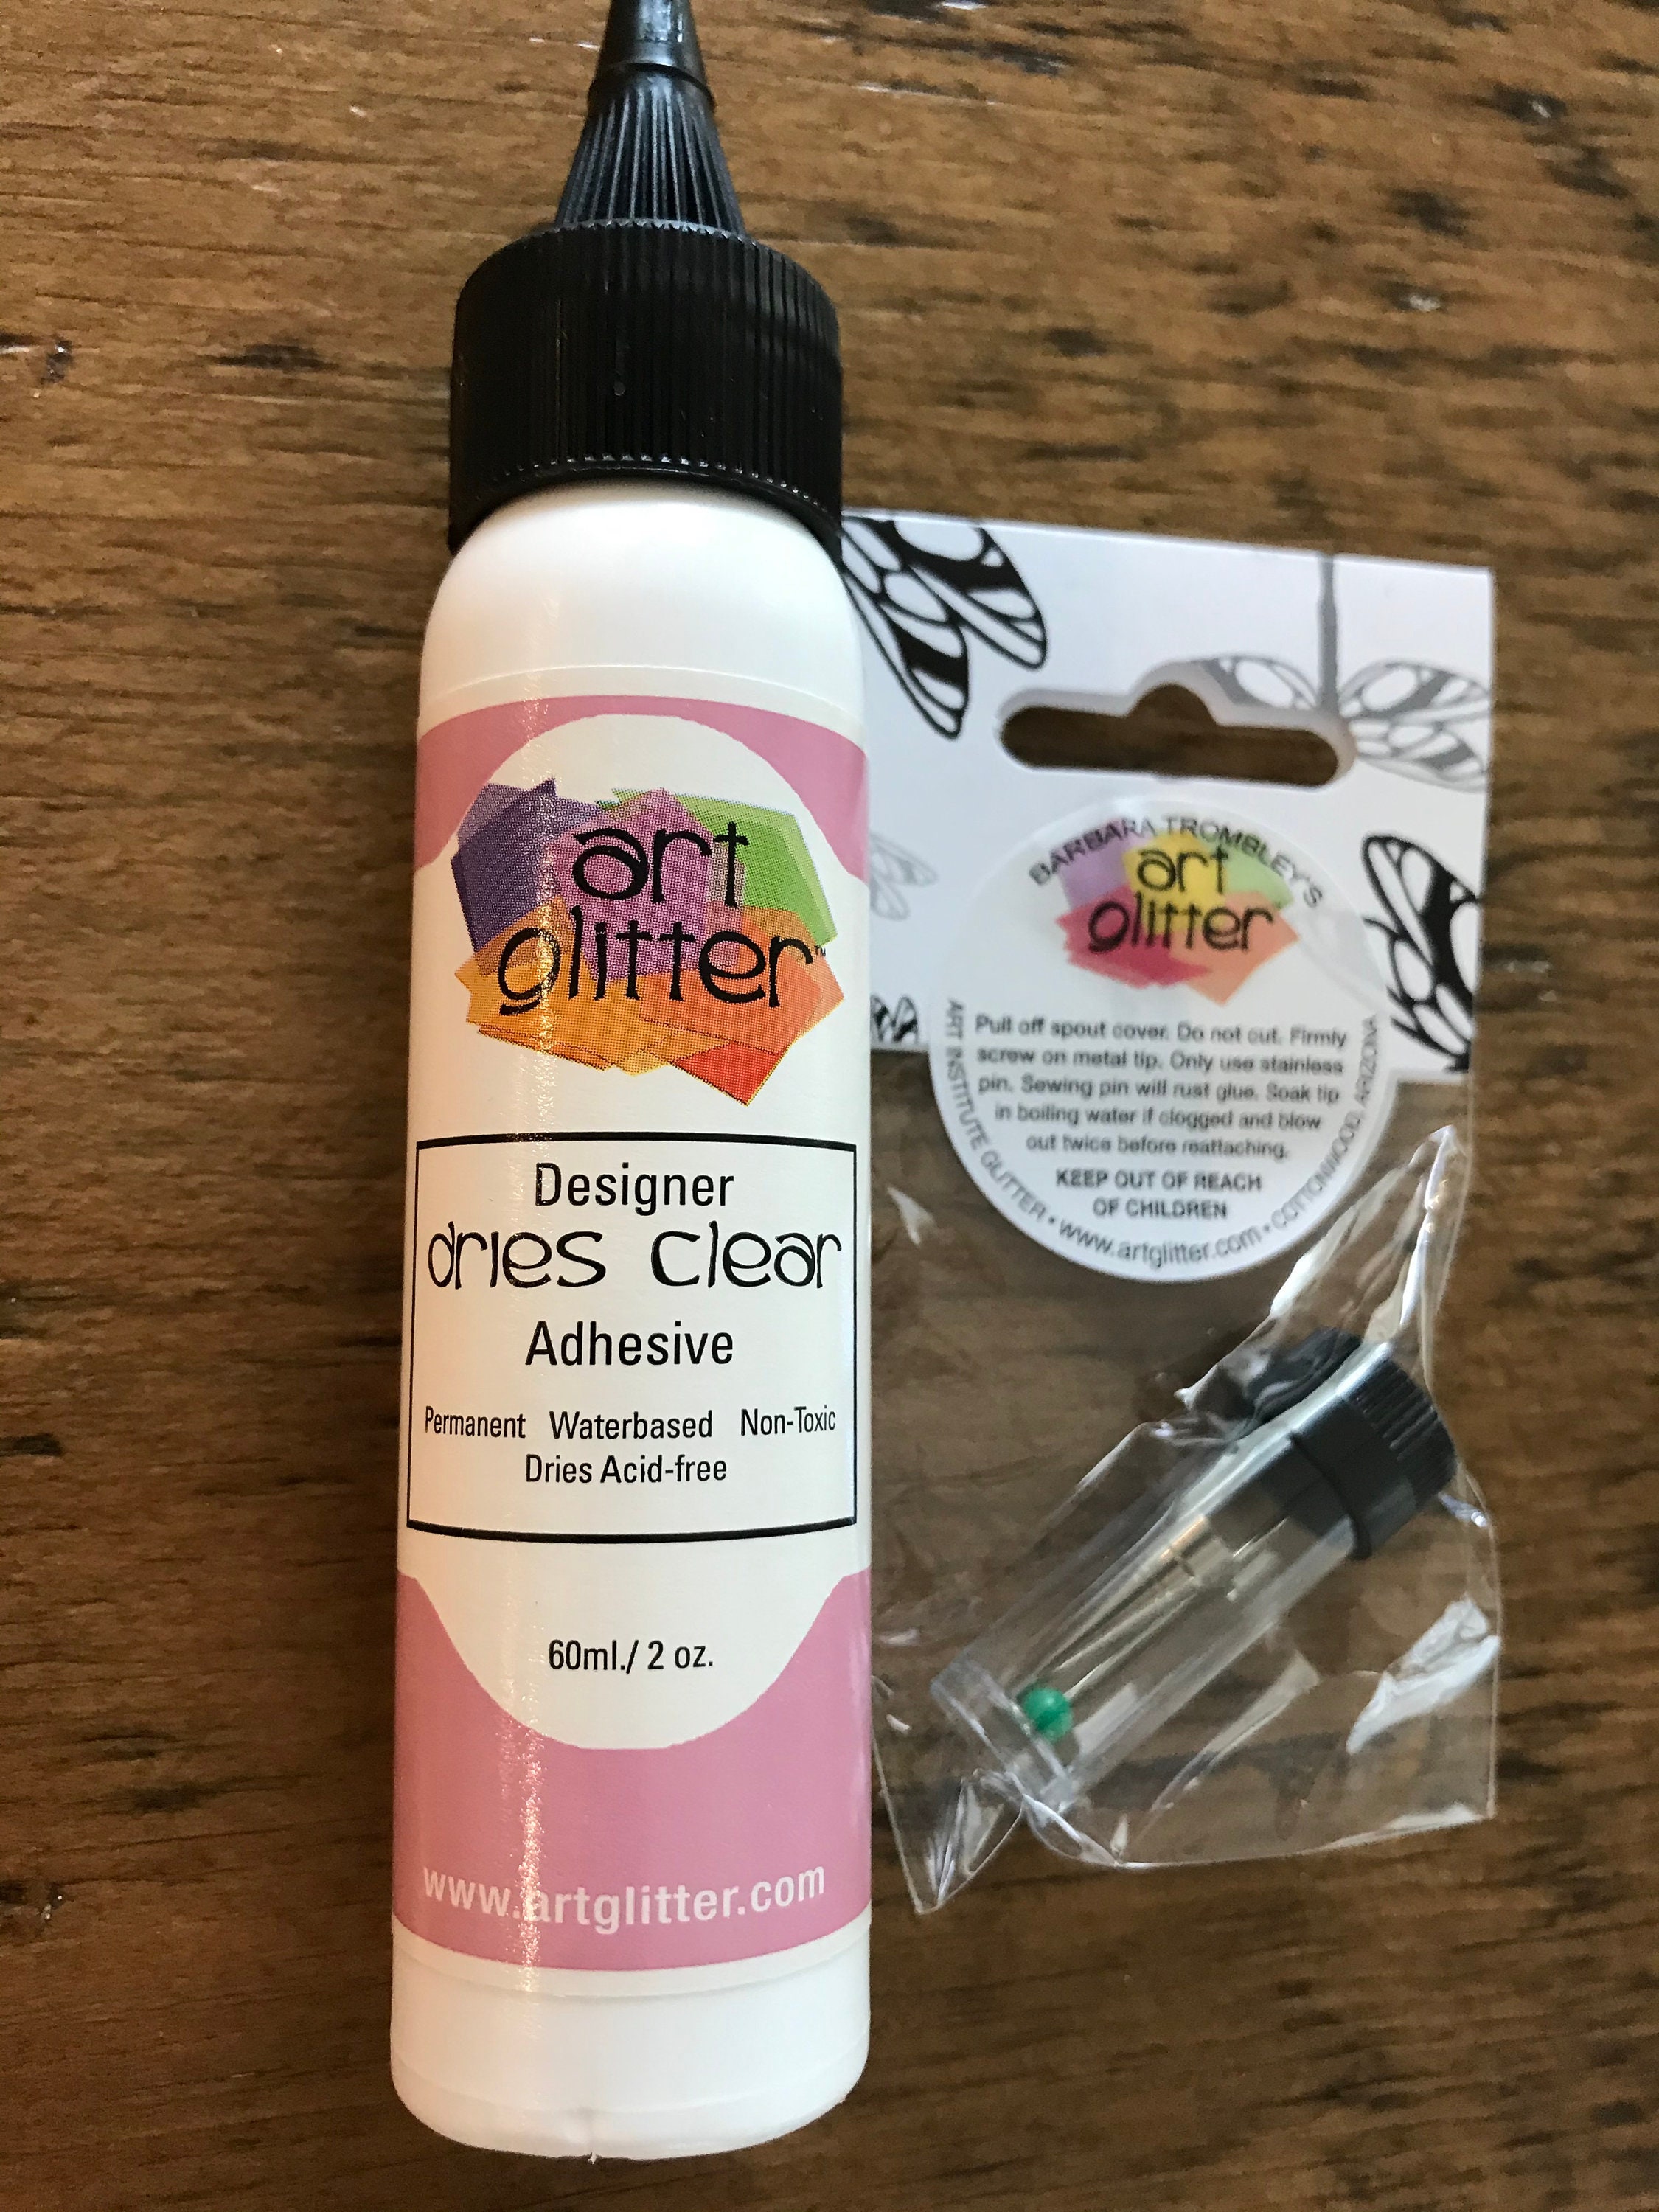 art
glitter™
Designer
dries clear
Adhesive
Permanent Waterbased Non-Toxic
Dries Acid-free
60ml./ 2 oz.
www.artglitter.com
BARBARA TROMBLEY'S
art
glitter
Pull off spout cover. Do not cut. Firmly
screw on metal tip. Only use stainless
pin. Sewing pin will rust glue. Soak tip
in boiling water if clogged and blow
out twice before reattaching.
KEEP OUT OF REACH
OF CHILDREN
ART INSTITUTE GLITTER • www.artglitter.com • COTTONWOOD, ARIZONA